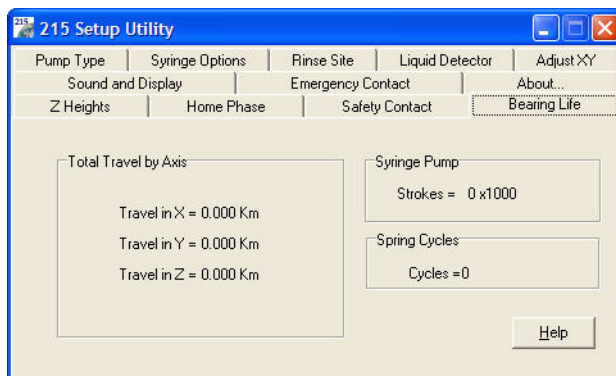 215 215 Setup Utility
Pump Type Syringe Options Rinse Site Liquid Detector Adjust XY
Sound and Display Emergency Contact About...
Z Heights Home Phase Safety Contact Bearing Life
Total Travel by Axis
Travel in X = 0.000 Km
Travel in Y = 0.000 Km
Travel in Z = 0.000 Km
Syringe Pump
Strokes = 0 x1000
Spring Cycles
Cycles =0
Help